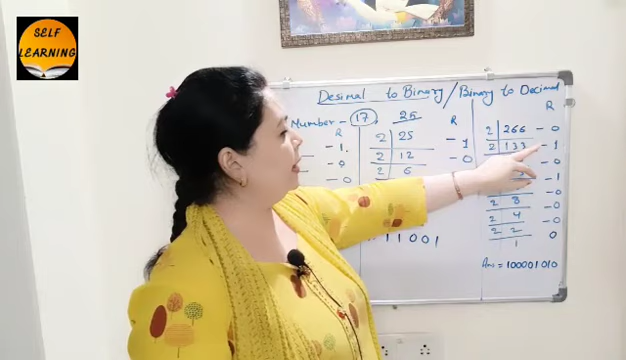 SELF
LEARNING
Desimal to Binary / Binary to Decimal
Number - 17
R
- 1.
- 0
- 0
25
R
2 25 - 1
2 12 - 0
2 6
11001
R
2 266 - 0
2 133 - 1
- 0
- 1
2 8 - 0
2 4 - 0
2 2 - 0
1 0
Ans = 100001010